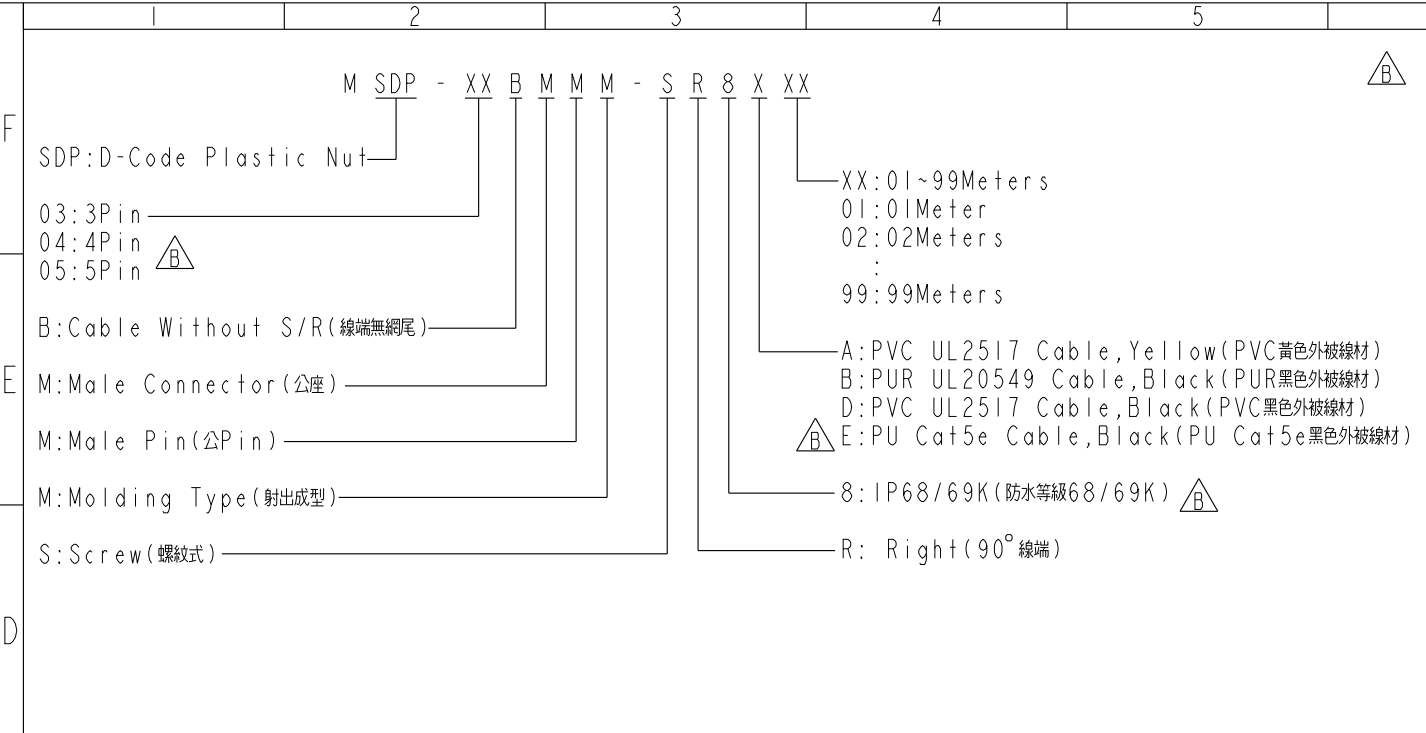 1 2 3 4 5
F
E
D
B
M SDP - XX B M M M - S R 8 X XX
SDP:D-Code Plastic Nut
03:3Pin
04:4Pin
05:5Pin
B
B:Cable Without S/R(線端無網尾)
M:Male Connector(公座)
M:Male Pin(公Pin)
M:Molding Type(射出成型)
S:Screw(螺紋式)
XX:01~99Meters
01:01Meter
02:02Meters
:
99:99Meters
A:PVC UL2517 Cable,Yellow(PVC黃色外被線材)
B:PUR UL20549 Cable,Black(PUR黑色外被線材)
D:PVC UL2517 Cable,Black(PVC黑色外被線材)
B E:PU Cat5e Cable,Black(PU Cat5e黑色外被線材)
8:IP68/69K(防水等級68/69K) B
R: Right(90°線端)